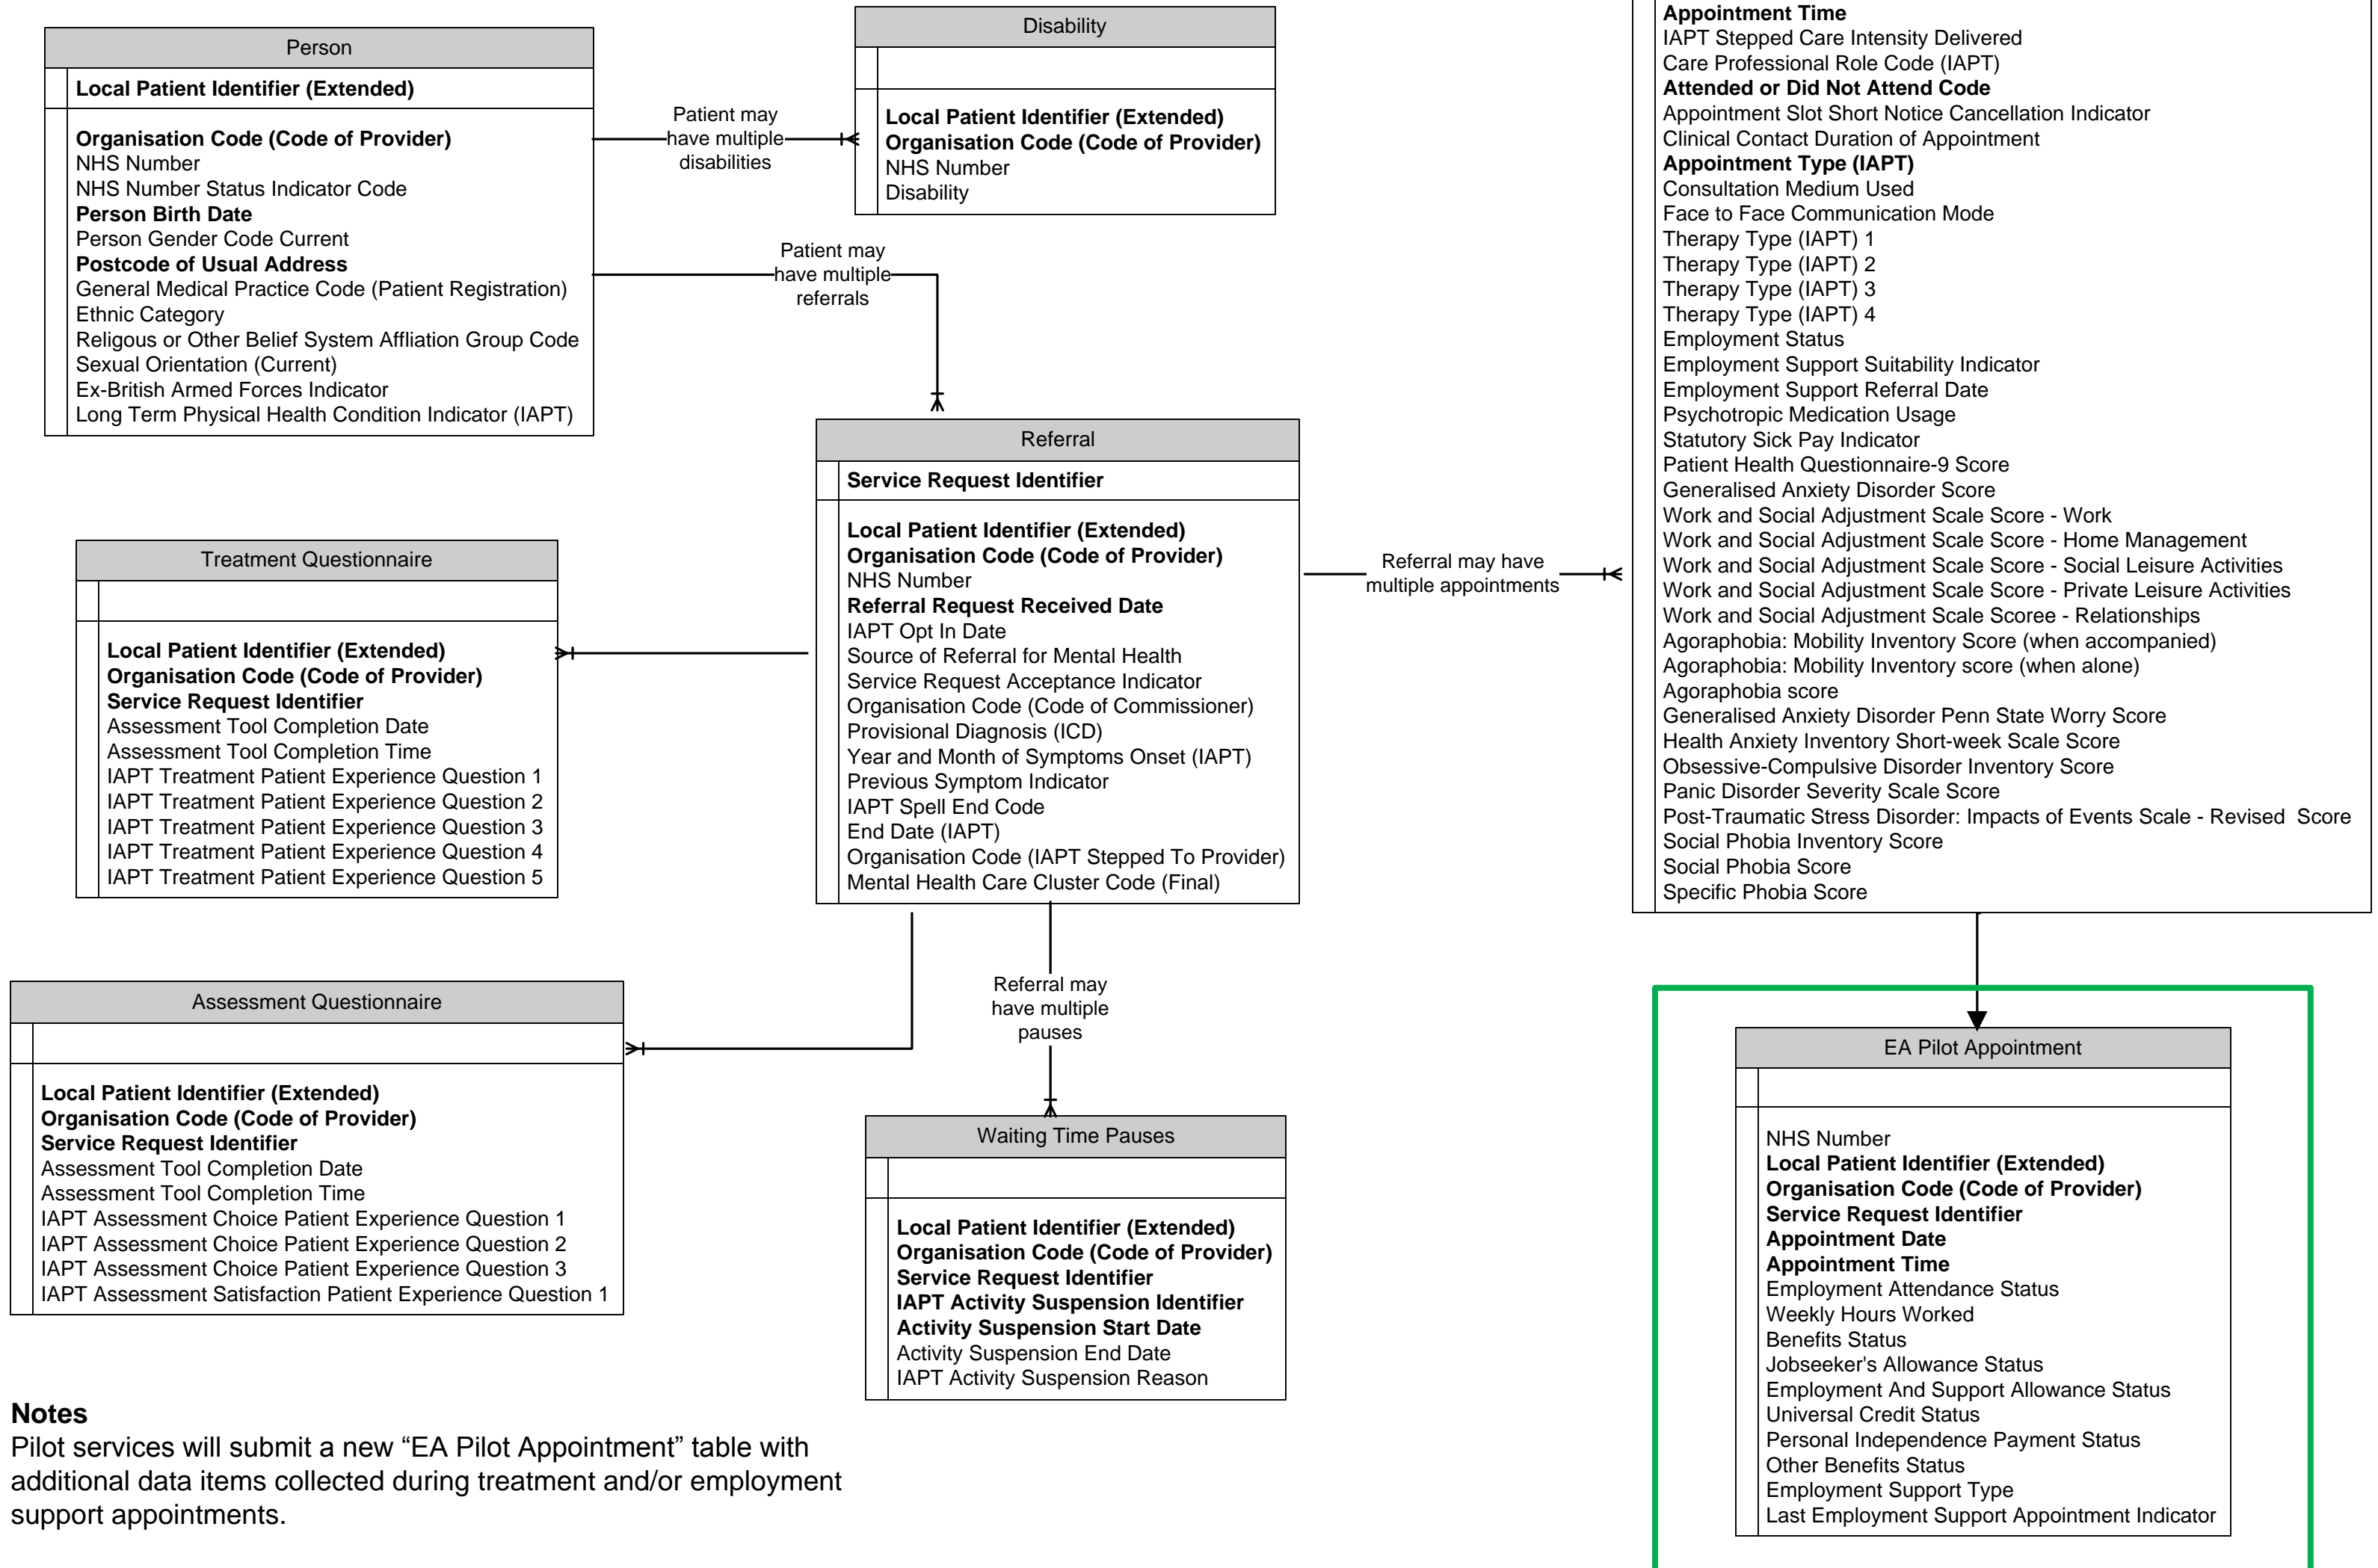 Person
Local Patient Identifier (Extended)
Organisation Code (Code of Provider)
NHS Number
NHS Number Status Indicator Code
Person Birth Date
Person Gender Code Current
Postcode of Usual Address
General Medical Practice Code (Patient Registration)
Ethnic Category
Religous or Other Belief System Affliation Group Code
Sexual Orientation (Current)
Ex-British Armed Forces Indicator
Long Term Physical Health Condition Indicator (IAPT)
Patient may
have multiple
disabilities
Disability
Local Patient Identifier (Extended)
Organisation Code (Code of Provider)
NHS Number
Disability
Patient may
have multiple
referrals
Referral
Service Request Identifier
Local Patient Identifier (Extended)
Organisation Code (Code of Provider)
NHS Number
Referral Request Received Date
IAPT Opt In Date
Source of Referral for Mental Health
Service Request Acceptance Indicator
Organisation Code (Code of Commissioner)
Provisional Diagnosis (ICD)
Year and Month of Symptoms Onset (IAPT)
Previous Symptom Indicator
IAPT Spell End Code
End Date (IAPT)
Organisation Code (IAPT Stepped To Provider)
Mental Health Care Cluster Code (Final)
Referral may have
multiple appointments
Appointment Time
IAPT Stepped Care Intensity Delivered
Care Professional Role Code (IAPT)
Attended or Did Not Attend Code
Appointment Slot Short Notice Cancellation Indicator
Clinical Contact Duration of Appointment
Appointment Type (IAPT)
Consultation Medium Used
Face to Face Communication Mode
Therapy Type (IAPT) 1
Therapy Type (IAPT) 2
Therapy Type (IAPT) 3
Therapy Type (IAPT) 4
Employment Status
Employment Support Suitability Indicator
Employment Support Referral Date
Psychotropic Medication Usage
Statutory Sick Pay Indicator
Patient Health Questionnaire-9 Score
Generalised Anxiety Disorder Score
Work and Social Adjustment Scale Score - Work
Work and Social Adjustment Scale Score - Home Management
Work and Social Adjustment Scale Score - Social Leisure Activities
Work and Social Adjustment Scale Score - Private Leisure Activities
Work and Social Adjustment Scale Scoree - Relationships
Agoraphobia: Mobility Inventory Score (when accompanied)
Agoraphobia: Mobility Inventory score (when alone)
Agoraphobia score
Generalised Anxiety Disorder Penn State Worry Score
Health Anxiety Inventory Short-week Scale Score
Obsessive-Compulsive Disorder Inventory Score
Panic Disorder Severity Scale Score
Post-Traumatic Stress Disorder: Impacts of Events Scale - Revised Score
Social Phobia Inventory Score
Social Phobia Score
Specific Phobia Score
Treatment Questionnaire
Local Patient Identifier (Extended)
Organisation Code (Code of Provider)
Service Request Identifier
Assessment Tool Completion Date
Assessment Tool Completion Time
IAPT Treatment Patient Experience Question 1
IAPT Treatment Patient Experience Question 2
IAPT Treatment Patient Experience Question 3
IAPT Treatment Patient Experience Question 4
IAPT Treatment Patient Experience Question 5
Assessment Questionnaire
Local Patient Identifier (Extended)
Organisation Code (Code of Provider)
Service Request Identifier
Assessment Tool Completion Date
Assessment Tool Completion Time
IAPT Assessment Choice Patient Experience Question 1
IAPT Assessment Choice Patient Experience Question 2
IAPT Assessment Choice Patient Experience Question 3
IAPT Assessment Satisfaction Patient Experience Question 1
Referral may
have multiple
pauses
Waiting Time Pauses
Local Patient Identifier (Extended)
Organisation Code (Code of Provider)
Service Request Identifier
IAPT Activity Suspension Identifier
Activity Suspension Start Date
Activity Suspension End Date
IAPT Activity Suspension Reason
EA Pilot Appointment
NHS Number
Local Patient Identifier (Extended)
Organisation Code (Code of Provider)
Service Request Identifier
Appointment Date
Appointment Time
Employment Attendance Status
Weekly Hours Worked
Benefits Status
Jobseeker's Allowance Status
Employment And Support Allowance Status
Universal Credit Status
Personal Independence Payment Status
Other Benefits Status
Employment Support Type
Last Employment Support Appointment Indicator
Notes
Pilot services will submit a new “EA Pilot Appointment” table with
additional data items collected during treatment and/or employment
support appointments.